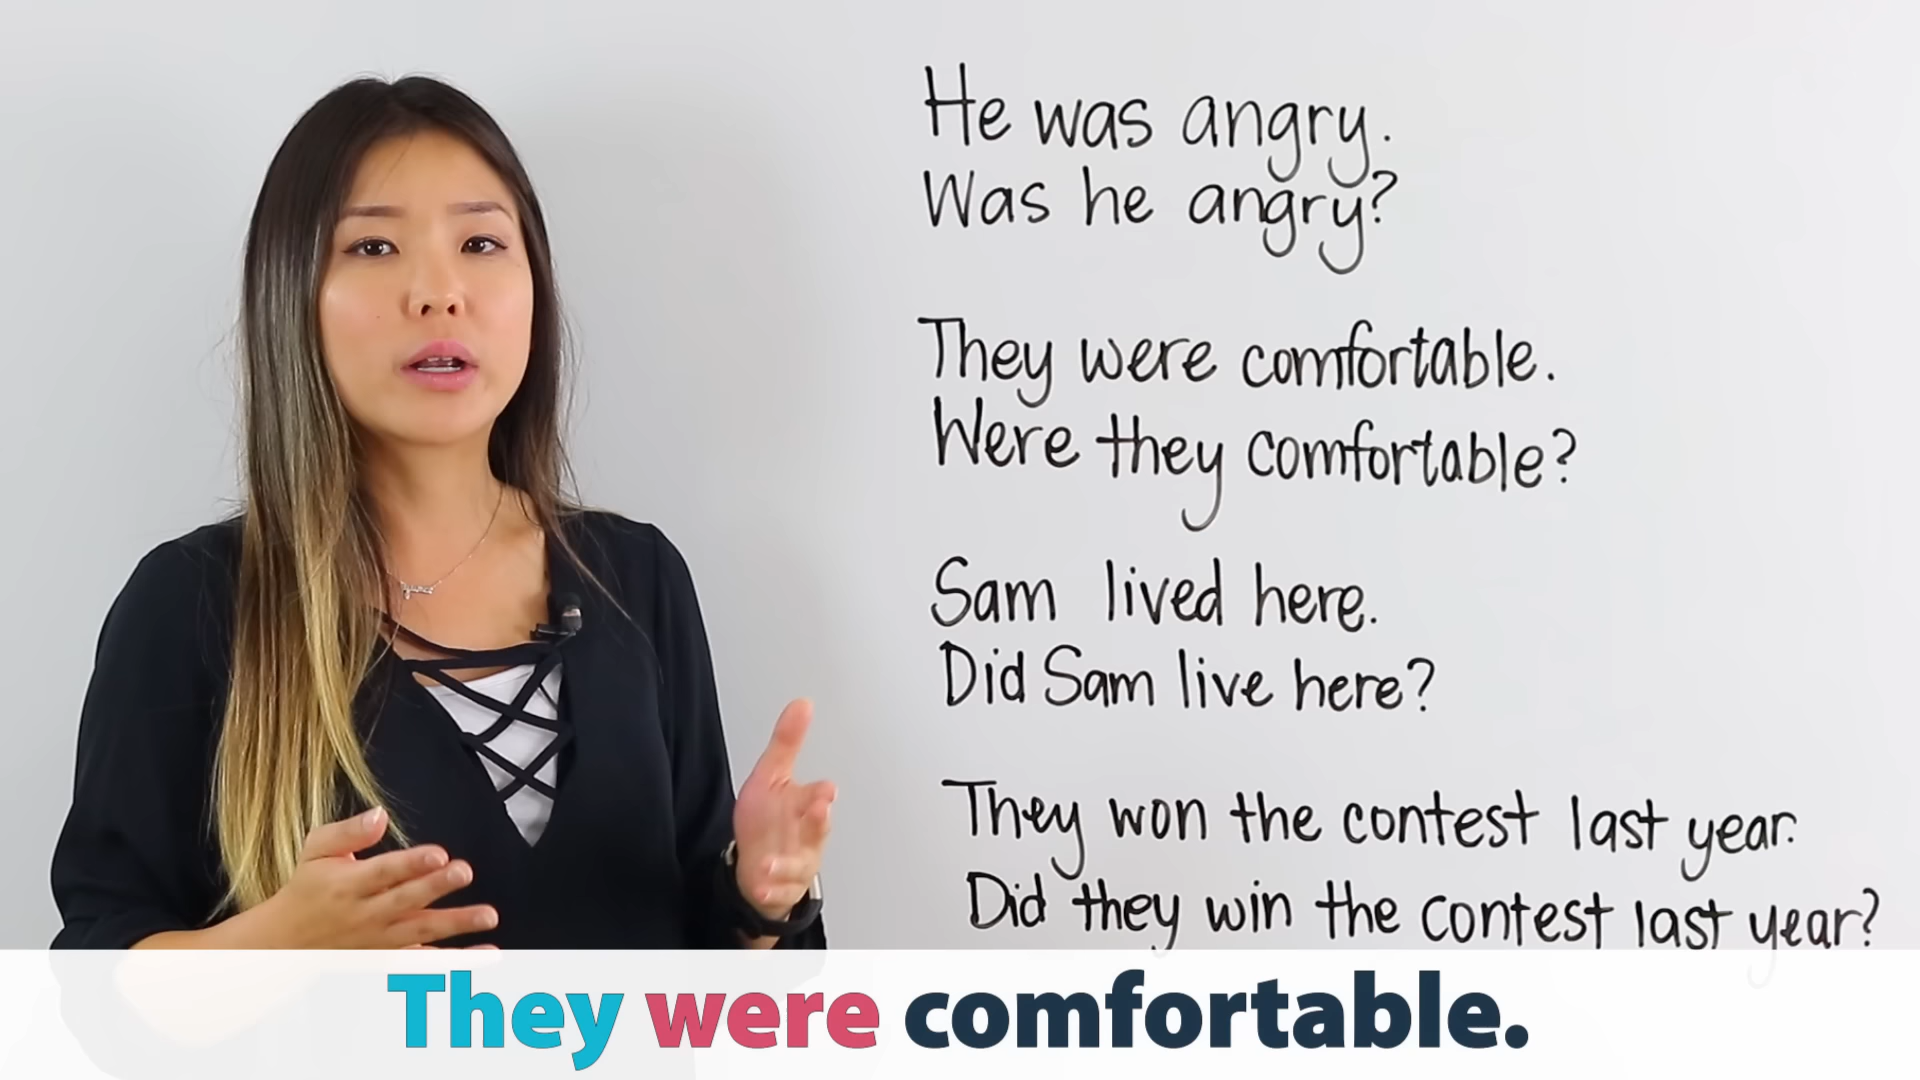 He was angry.
Was he angry?
They were comfortable.
Were they comfortable?
Sam lived here.
Did Sam live here?
They won the contest last year.
Did they win the contest last year?
They were comfortable.